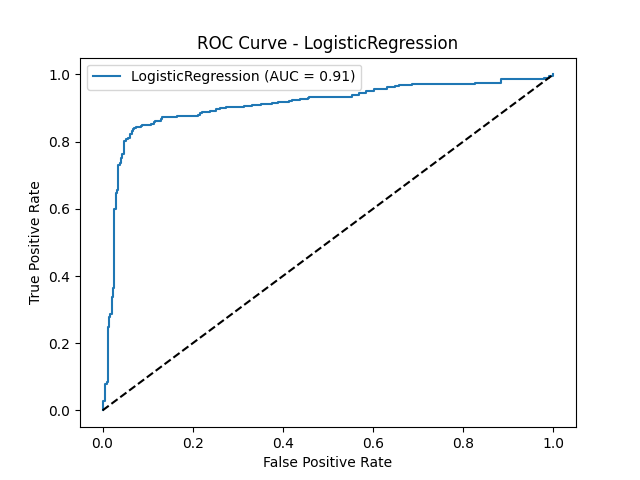 ROC Curve - LogisticRegression
LogisticRegression (AUC = 0.91)
1.0
0.8
0.6
0.4
0.2
0.0
True Positive Rate
0.0 0.2 0.4 0.6 0.8 1.0
False Positive Rate